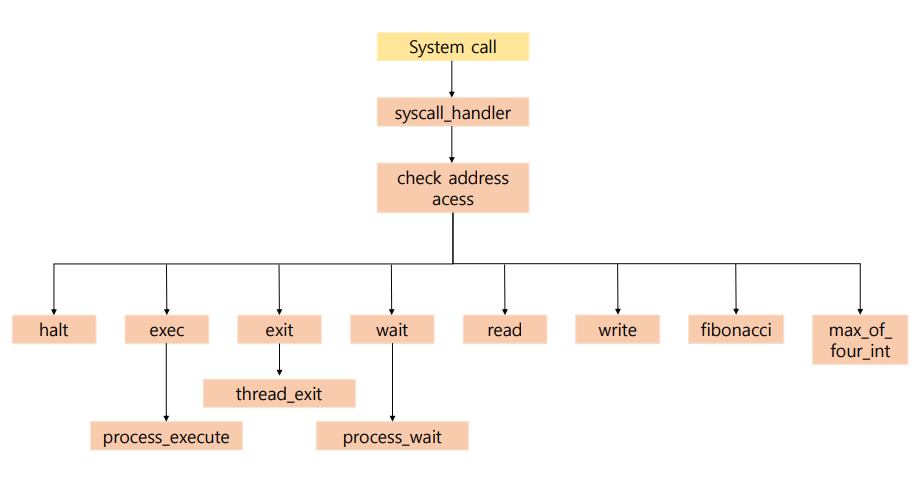 System call
syscall_handler
check address
acess
halt
exec
exit
wait
read
write
fibonacci
max_of_
four_int
thread_exit
process_execute
process_wait